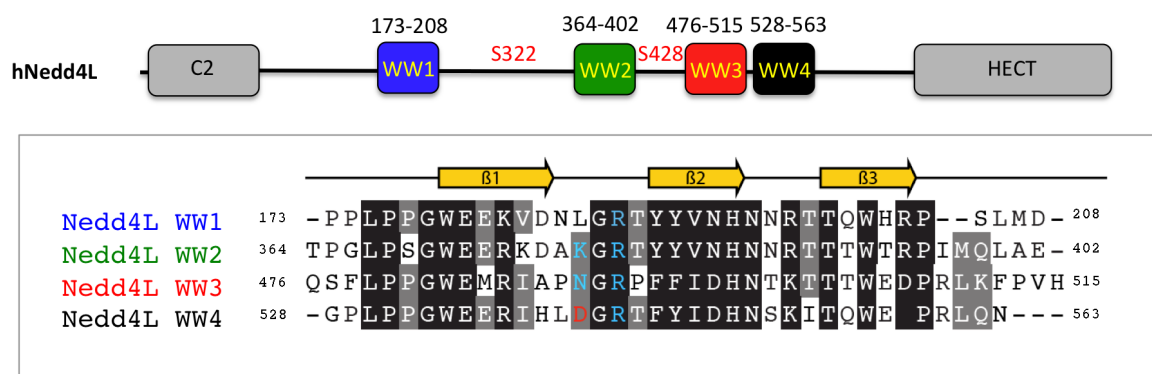 173-208 364-402 476-515 528-563
S322 S428
hNedd4L C2 WW1 WW2 WW3 WW4 HECT
ß1 ß2 ß3
Nedd4L WW1 173 -PPLPPGWEEKVDNLGRTYYVNHNNRTTQWHRP--SLMD- 208
Nedd4L WW2 364 TPGLPSGWEERKDAKGRTYYVNHNNRTTTWTRPIMQLAE- 402
Nedd4L WW3 476 QSFLPPGWEMRIAPNGRPFFIDHNTKTTTWEDPRLKFPVH 515
Nedd4L WW4 528 -GPLPPGWEERIHLDGRTFYIDHNSKITQWE PRLQN--- 563